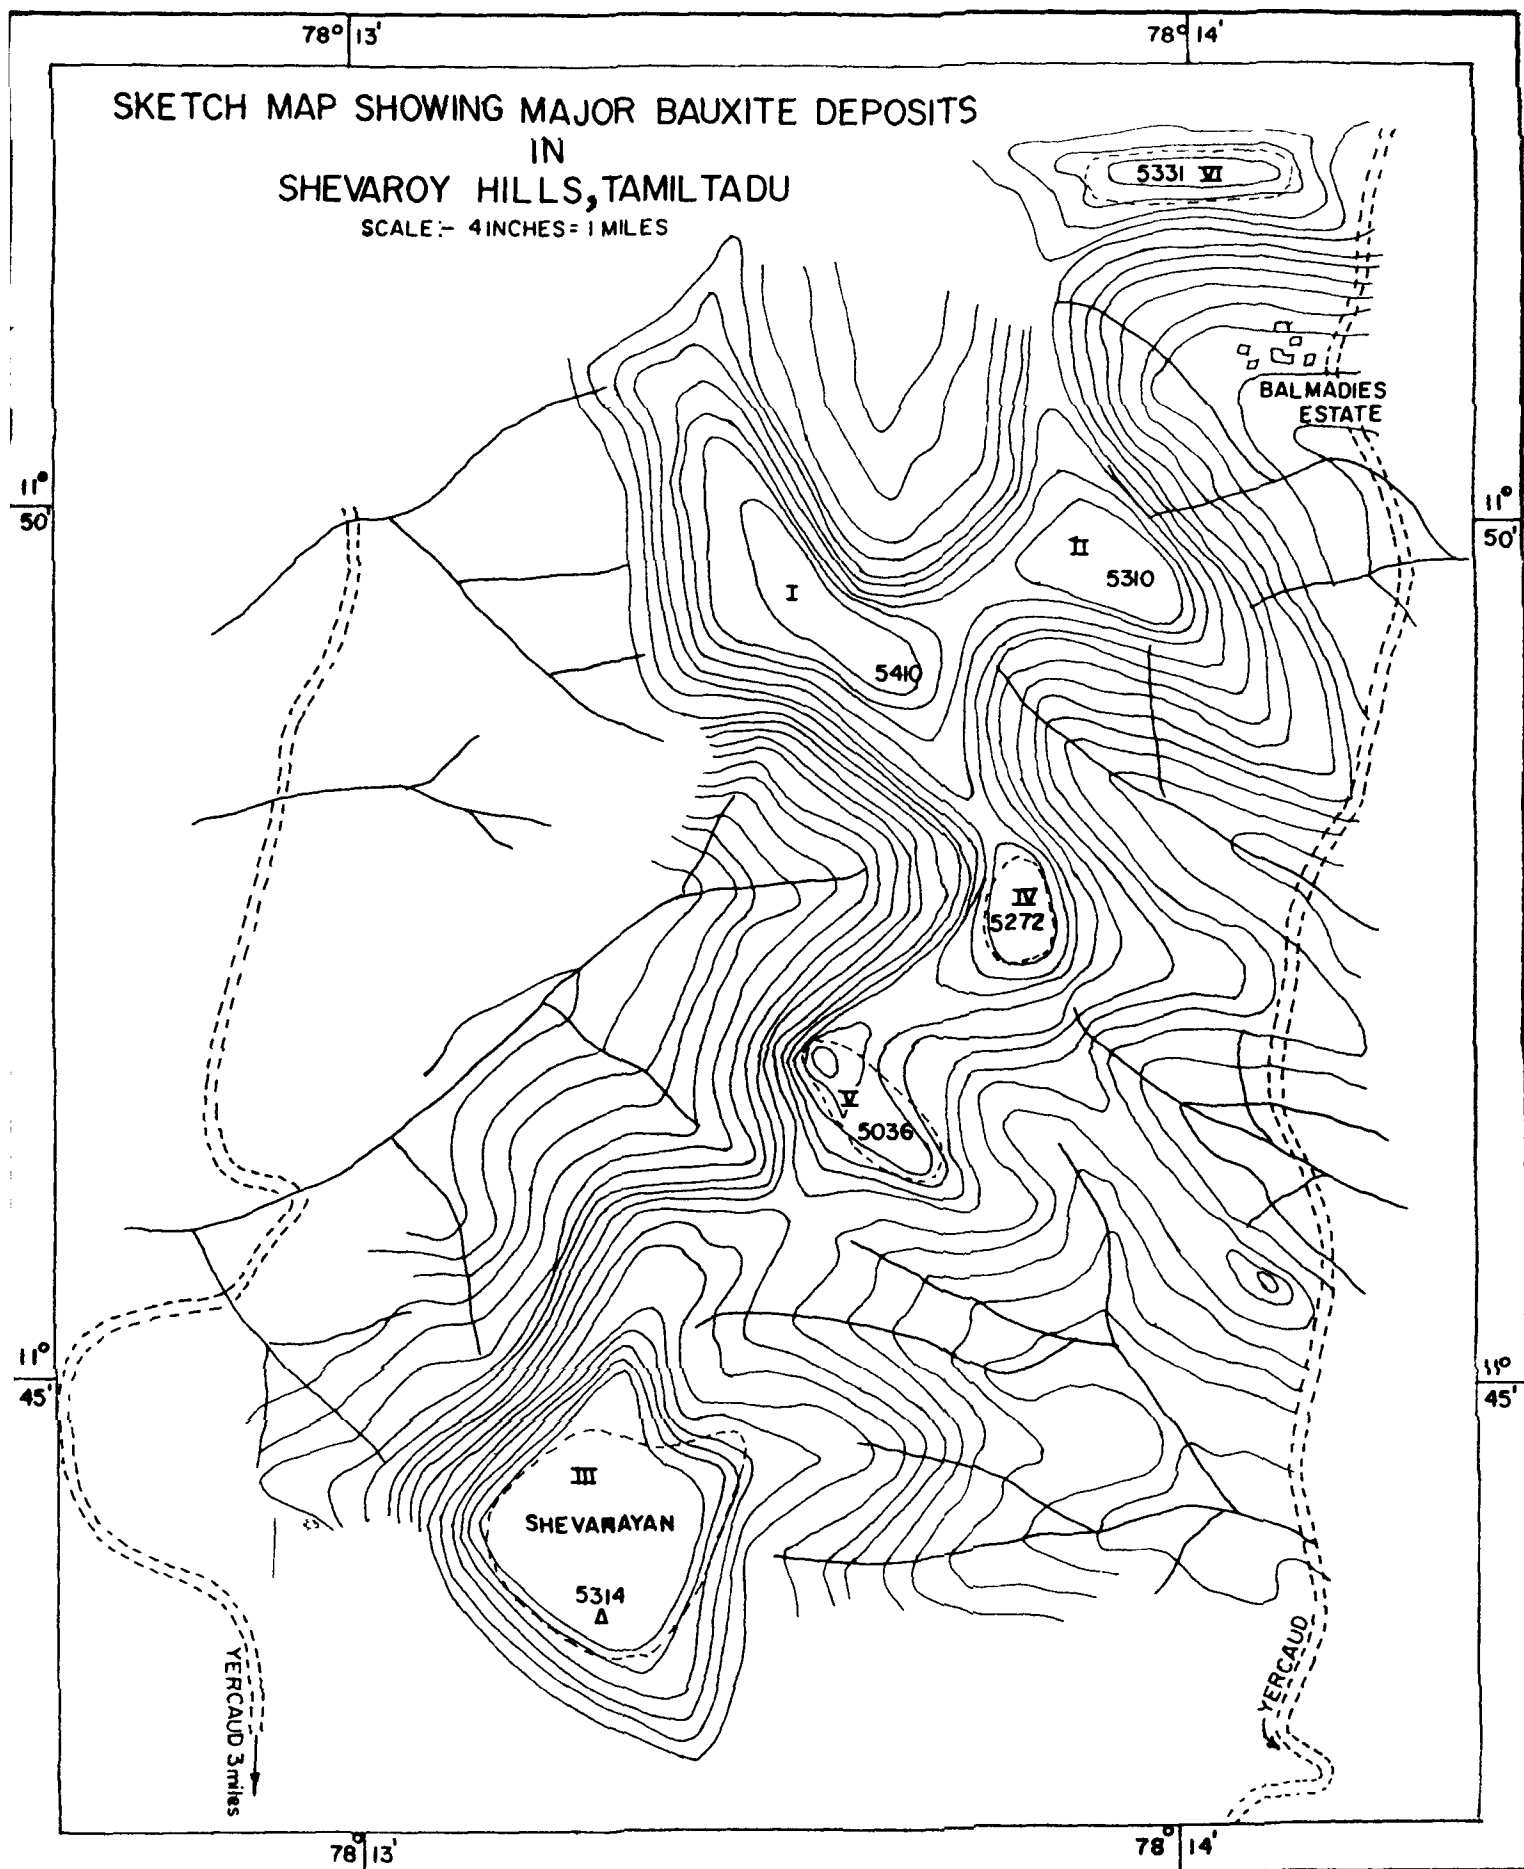 78° 13'
78° 14'
SKETCH MAP SHOWING MAJOR BAUXITE DEPOSITS
IN
SHEVAROY HILLS, TAMILTADU
SCALE:- 4 INCHES = 1 MILES
5331 VI
BALMADIES
ESTATE
11°
50'
11°
50'
II
5310
I
5410
IV
5272
V
5036
11°
45'
11°
45'
III
SHEVARAYAN
5314
YERCAUD 3 miles
YERCAUD
78° 13'
78° 14'